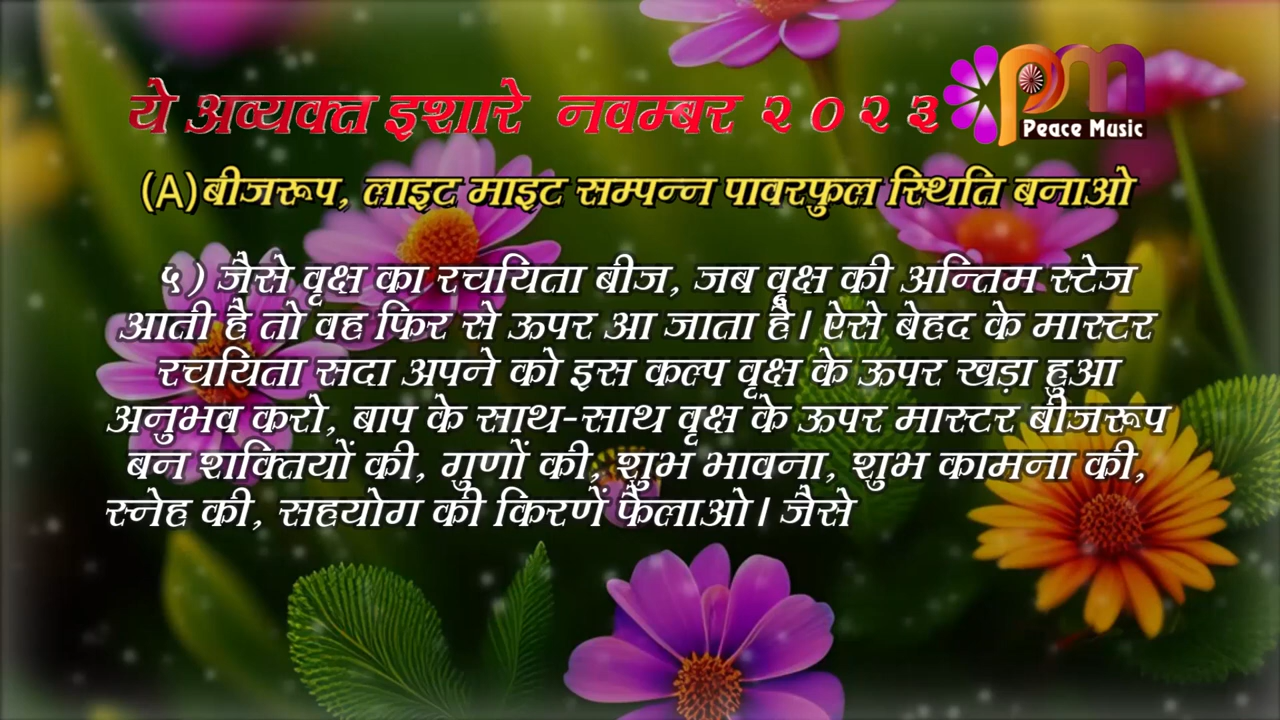 ये अव्यक्त इशारे नवम्बर २०२३
Peace Music
(A) बीजरूप, लाइट माइट सम्पन्न पावरफुल स्थिति बनाओ
५) जैसे वृक्ष का रचयिता बीज, जब वृक्ष की अन्तिम स्टेज
आती है तो वह फिर से ऊपर आ जाता है। ऐसे बेहद के मास्टर
रचयिता सदा अपने को इस कल्प वृक्ष के ऊपर खड़ा हुआ
अनुभव करो, बाप के साथ-साथ वृक्ष के ऊपर मास्टर बीजरूप
बन शक्तियों की, गुणों की, शुभ भावना, शुभ कामना की,
स्नेह की, सहयोग की किरणें फैलाओ। जैसे